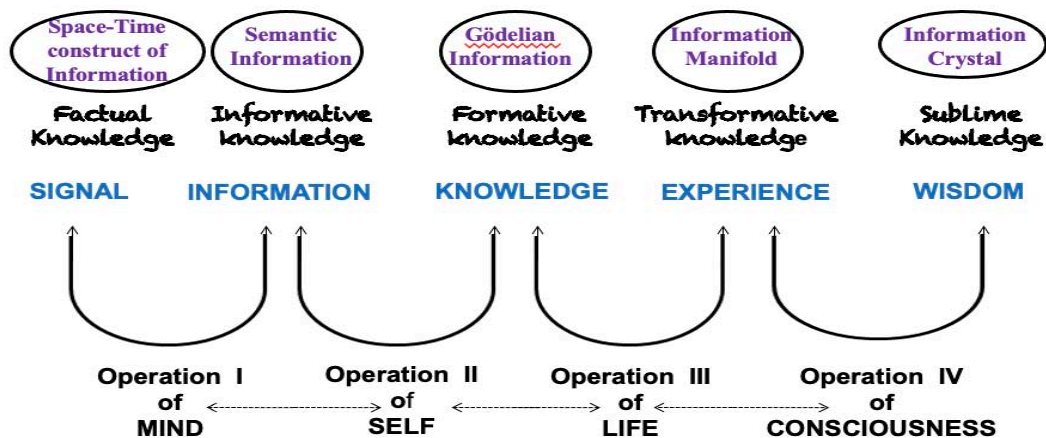 Space-Time
construct of
Information
Semantic
Information
Gödelian
Information
Information
Manifold
Information
Crystal
Factual
Knowledge
Informative
knowledge
Formative
knowledge
Transformative
knowledge
Sublime
Knowledge
SIGNAL
INFORMATION
KNOWLEDGE
EXPERIENCE
WISDOM
Operation I
of
MIND
Operation II
of
SELF
Operation III
of
LIFE
Operation IV
of
CONSCIOUSNESS